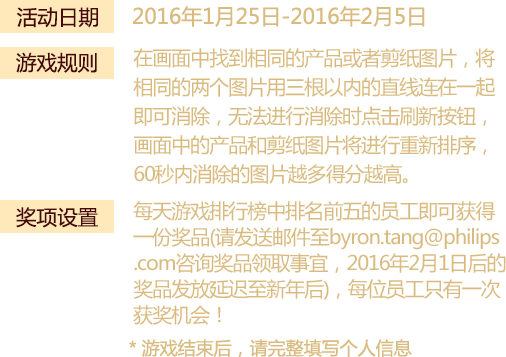 活动日期 2016年1月25日-2016年2月5日
游戏规则 在画面中找到相同的产品或者剪纸图片，将
相同的两个图片用三根以内的直线连在一起
即可消除，无法进行消除时点击刷新按钮，
画面中的产品和剪纸图片将进行重新排序，
60秒内消除的图片越多得分越高。
奖项设置 每天游戏排行榜中排名前五的员工即可获得
一份奖品(请发送邮件至byron.tang@philips
.com咨询奖品领取事宜，2016年2月1日后的
奖品发放延迟至新年后)，每位员工只有一次
获奖机会！
* 游戏结束后，请完整填写个人信息